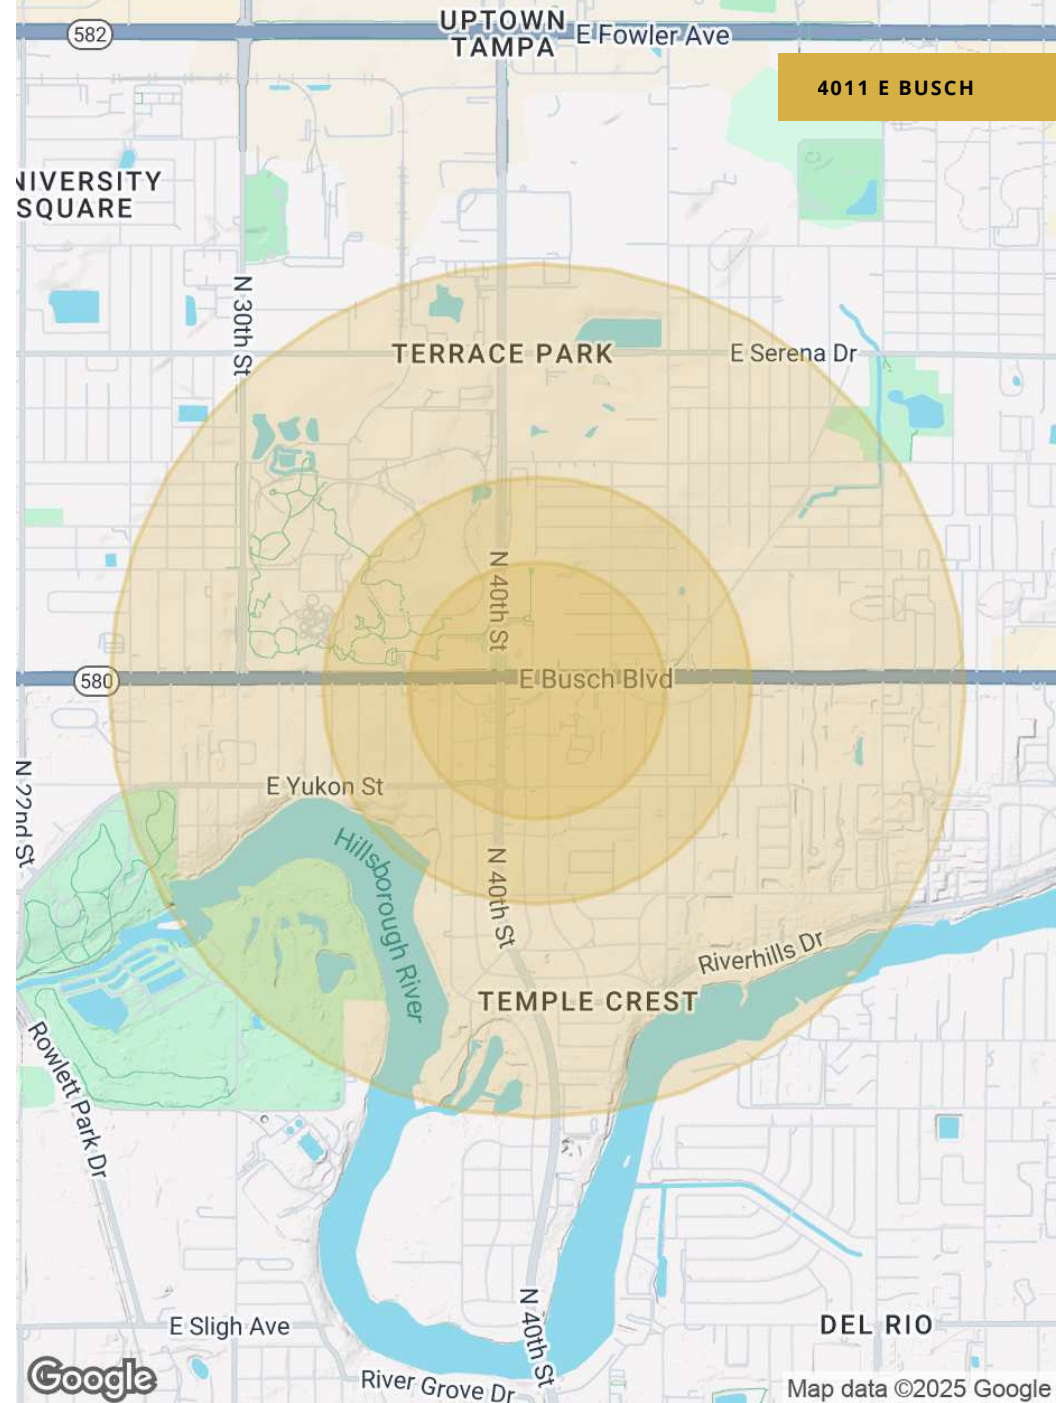 582
UPTOWN
TAMPA
E Fowler Ave
4011 E BUSCH
NIVERSITY
SQUARE
N 30th St
TERRACE PARK
E Serena Dr
N 40th St
580
E Busch Blvd
N 22nd St
E Yukon St
Hillsborough River
N 40th St
Riverhills Dr
TEMPLE CREST
Rowlett Park Dr
N 40th St
E Sligh Ave
DEL RIO
Google
River Grove Dr
Map data ©2025 Google